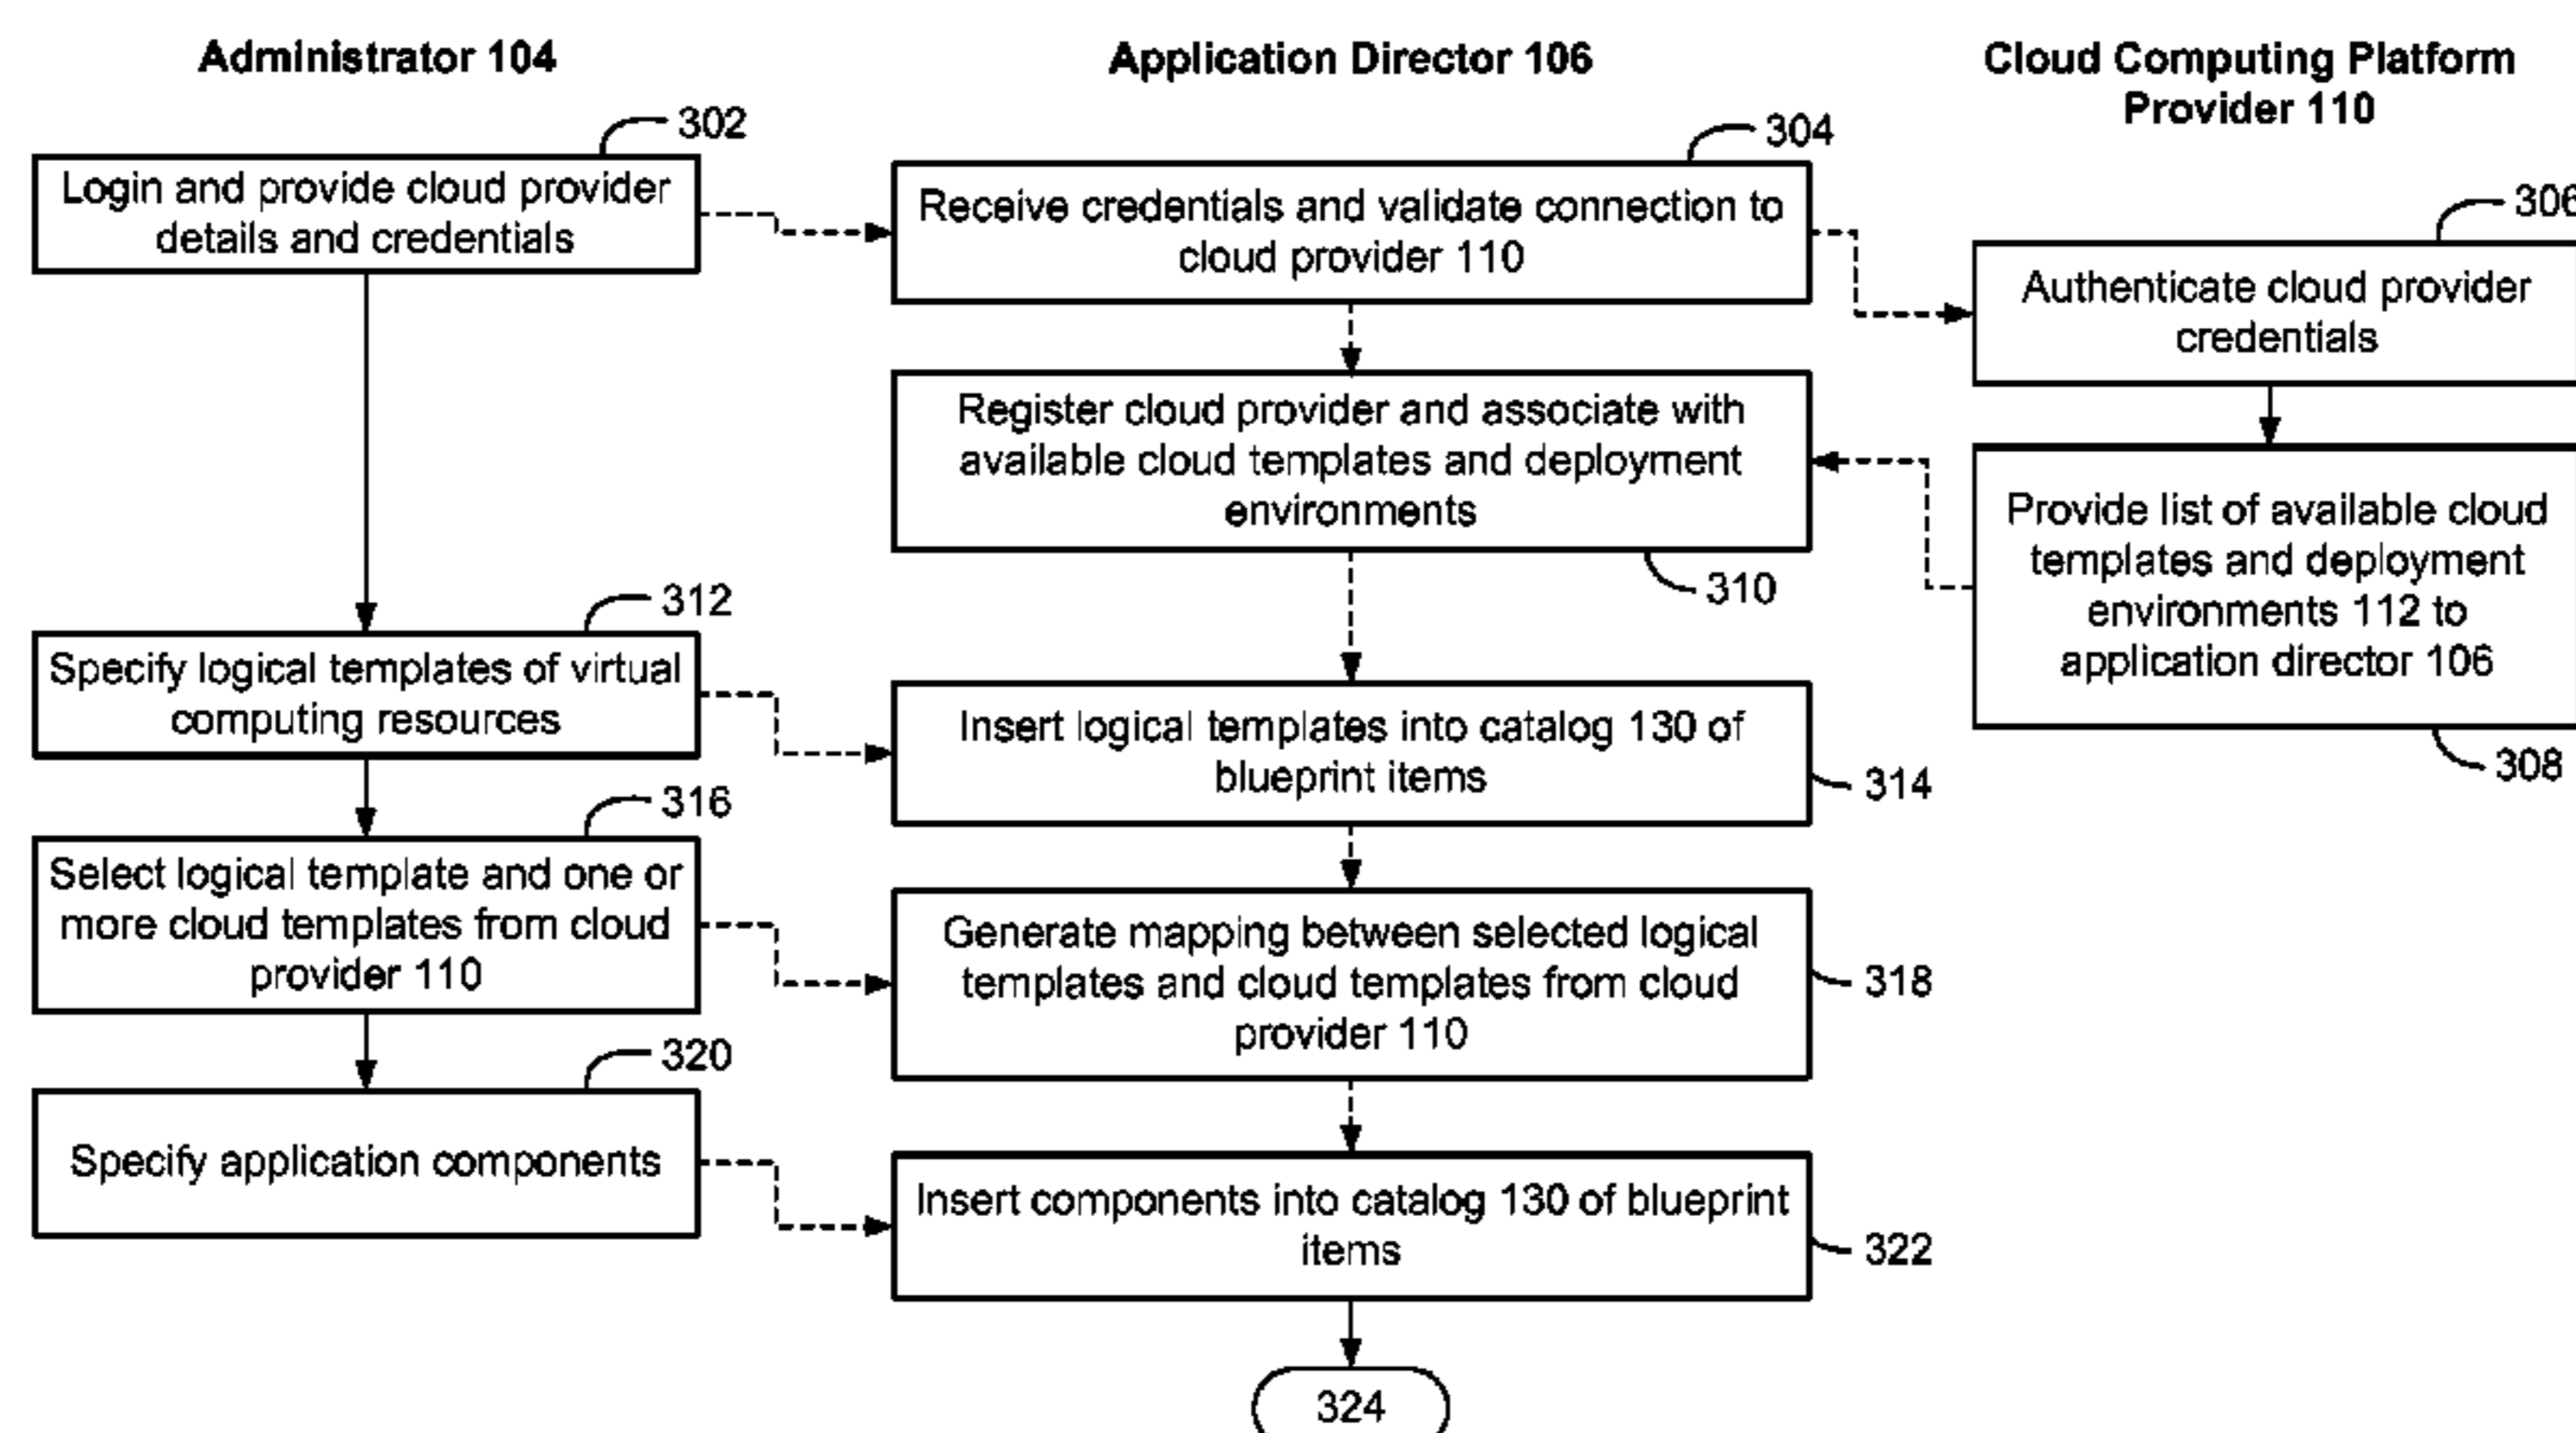 Administrator 104
Application Director 106
Cloud Computing Platform
Provider 110
302
Login and provide cloud provider
details and credentials
304
Receive credentials and validate connection to
cloud provider 110
306
Authenticate cloud provider
credentials
Register cloud provider and associate with
available cloud templates and deployment
environments
310
Provide list of available cloud
templates and deployment
environments 112 to
application director 106
308
312
Specify logical templates of virtual
computing resources
Insert logical templates into catalog 130 of
blueprint items
314
316
Select logical template and one or
more cloud templates from cloud
provider 110
Generate mapping between selected logical
templates and cloud templates from cloud
provider 110
318
320
Specify application components
Insert components into catalog 130 of blueprint
items
322
324